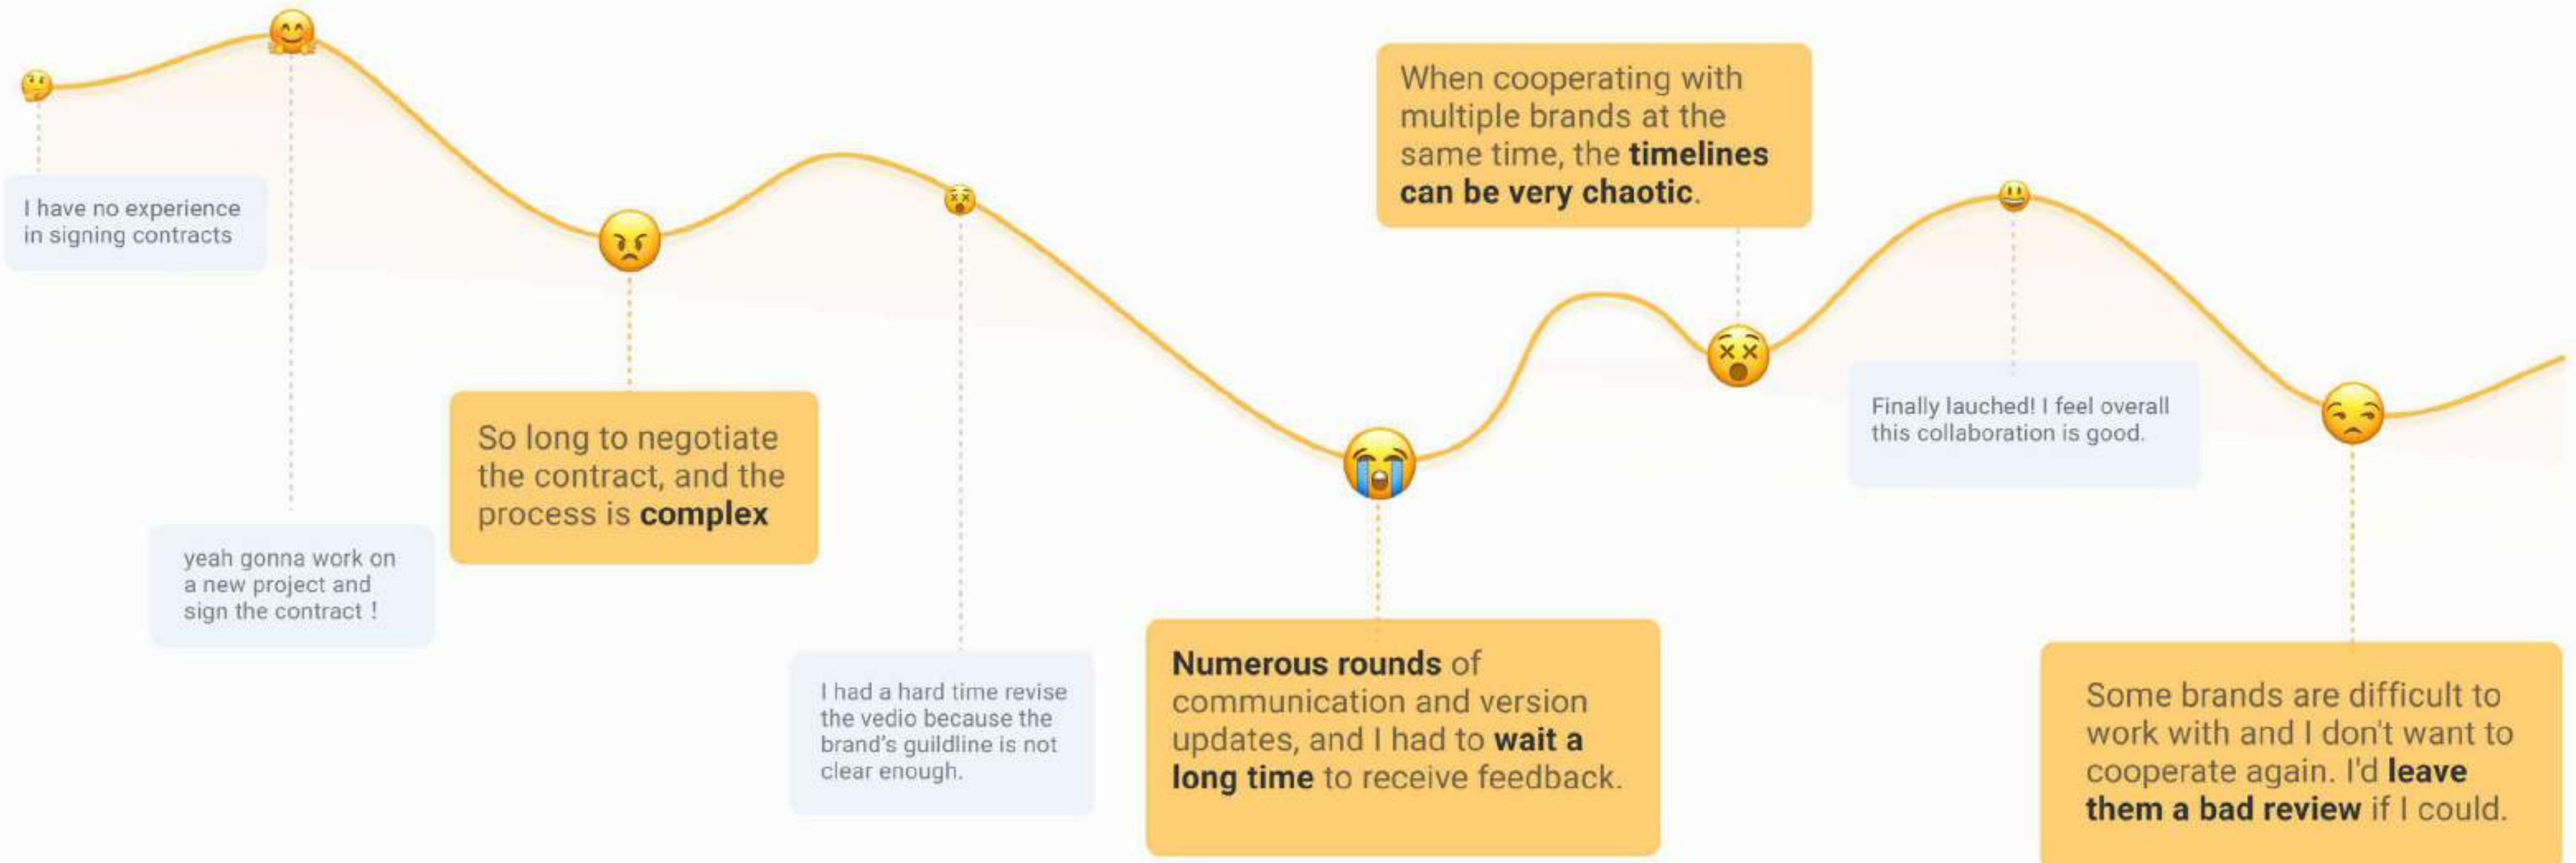 I have no experience
in signing contracts
yeah gonna work on
a new project and
sign the contract !
So long to negotiate
the contract, and the
process is complex
I had a hard time revise
the vedio because the
brand's guildline is not
clear enough.
Numerous rounds of
communication and version
updates, and I had to wait a
long time to receive feedback.
When cooperating with
multiple brands at the
same time, the timelines
can be very chaotic.
Finally lauched! I feel overall
this collaboration is good.
Some brands are difficult to
work with and I don't want to
cooperate again. I'd leave
them a bad review if I could.